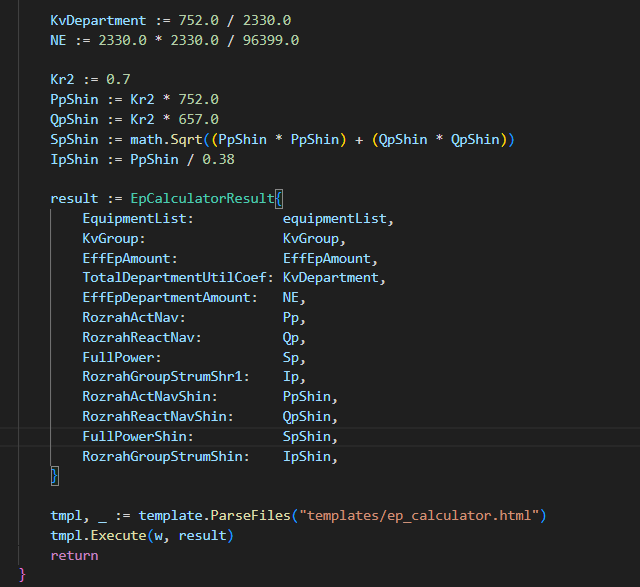 KvDepartment := 752.0 / 2330.0
NE := 2330.0 * 2330.0 / 96399.0
Kr2 := 0.7
PpShin := Kr2 * 752.0
QpShin := Kr2 * 657.0
SpShin := math.Sqrt((PpShin * PpShin) + (QpShin * QpShin))
IpShin := PpShin / 0.38
result := EpCalculatorResult{
EquipmentList: equipmentList,
KvGroup: KvGroup,
EffEpAmount: EffEpAmount,
TotalDepartmentUtilCoef: KvDepartment,
EffEpDepartmentAmount: NE,
RozrahActNav: Pp,
RozrahReactNav: Qp,
FullPower: Sp,
RozrahGroupStrumShr1: Ip,
RozrahActNavShin: PpShin,
RozrahReactNavShin: QpShin,
FullPowerShin: SpShin,
RozrahGroupStrumShin: IpShin,
}
tmpl, _ := template.ParseFiles("templates/ep_calculator.html")
tmpl.Execute(w, result)
return
}